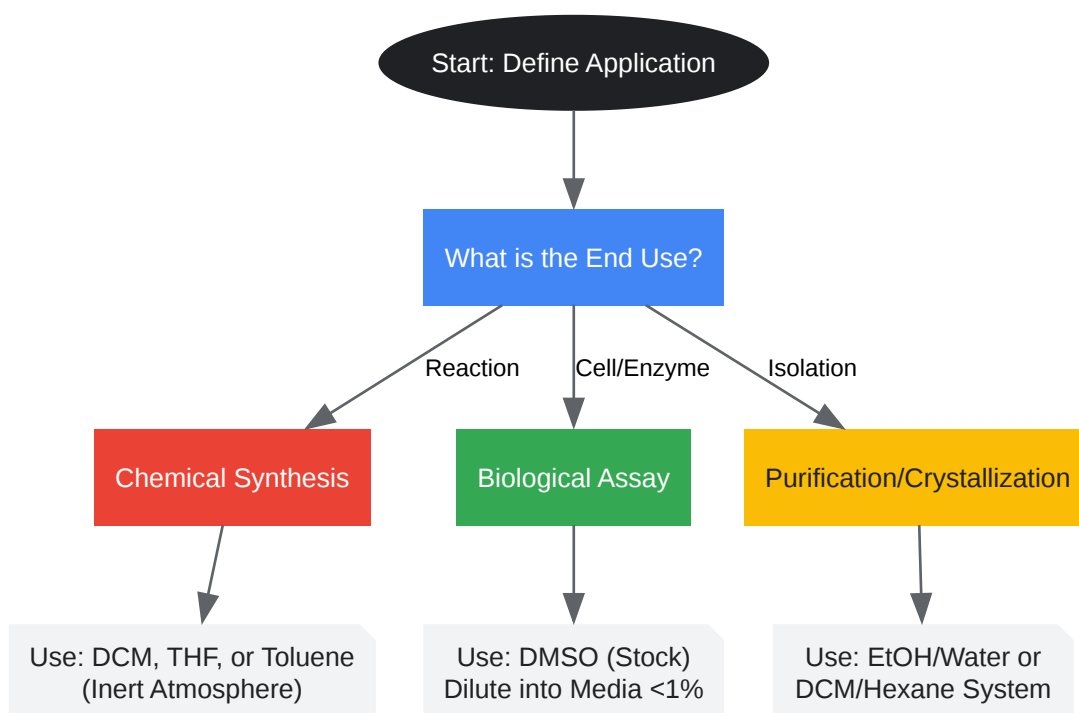 Start: Define Application
What is the End Use?
Reaction
Cell/Enzyme
Isolation
Chemical Synthesis
Biological Assay
Purification/Crystallization
Use: DCM, THF, or Toluene
(Inert Atmosphere)
Use: DMSO (Stock)
Dilute into Media <1%
Use: EtOH/Water or
DCM/Hexane System